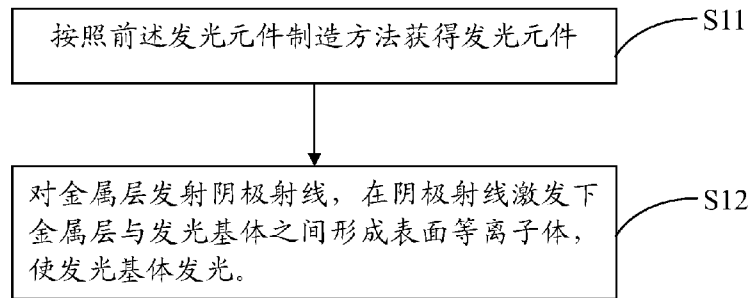 按照前述发光元件制造方法获得发光元件
S11
对金属层发射阴极射线，在阴极射线激发下
金属层与发光基体之间形成表面等离子体，
使发光基体发光。
S12